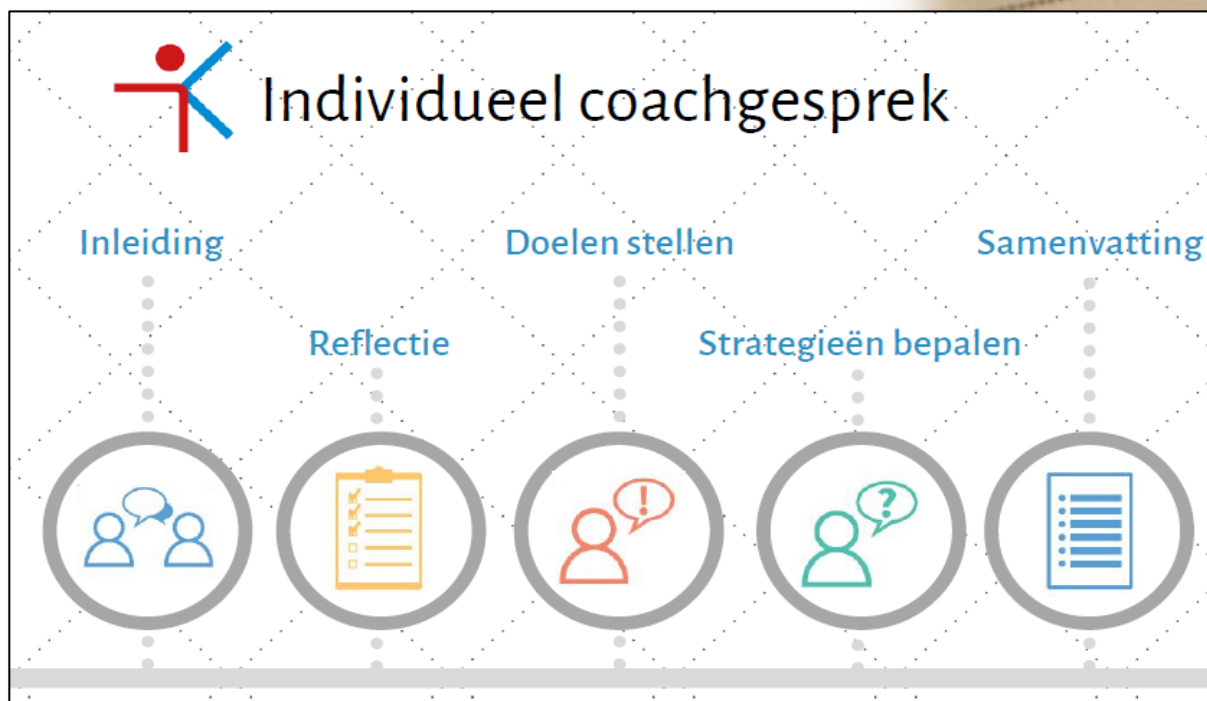 Individueel coachgesprek
Inleiding
Reflectie
Doelen stellen
Strategieën bepalen
Samenvatting
!
?